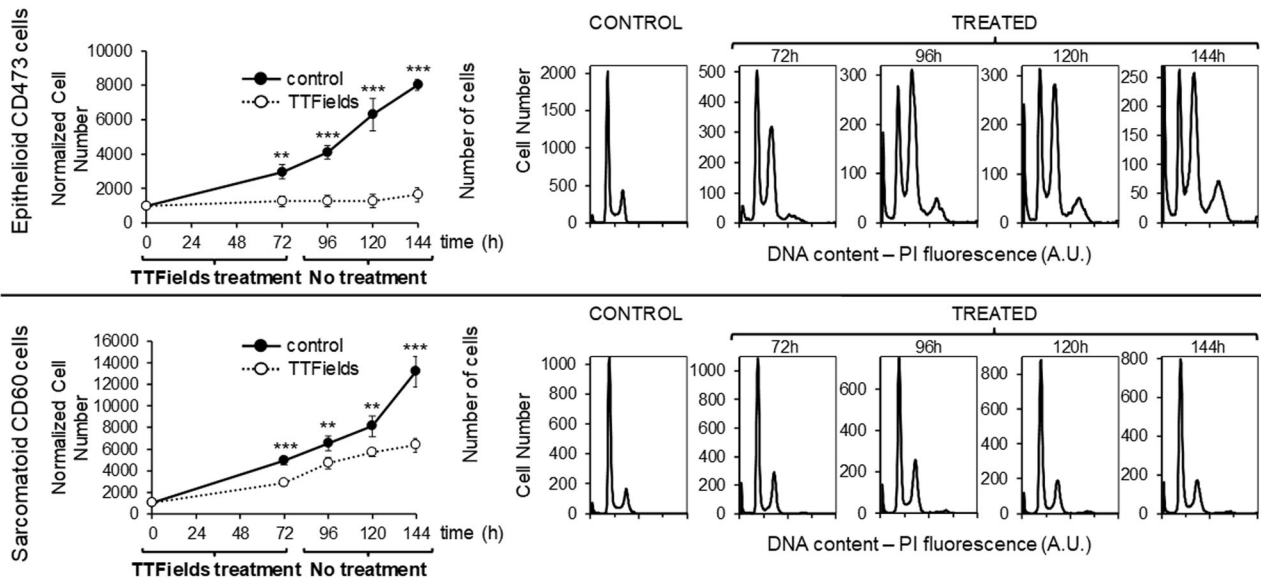 Epithelioid CD473 cells
Normalized Cell
Number
10000
8000
6000
4000
2000
0
control
TTFields
**
***
***
***
0 24 48 72 96 120 144 time (h)
TTFields treatment No treatment
Number of cells
CONTROL
TREATED
72h 96h 120h 144h
Cell Number
2000
1500
1000
500
0
500
400
300
200
100
0
300
200
100
0
300
200
100
0
250
200
150
100
50
0
DNA content – PI fluorescence (A.U.)
Sarcomatoid CD60 cells
Normalized Cell
Number
16000
14000
12000
10000
8000
6000
4000
2000
0
control
TTFields
***
**
**
***
0 24 48 72 96 120 144 time (h)
TTFields treatment No treatment
Number of cells
CONTROL
TREATED
72h 96h 120h 144h
Cell Number
1000
800
600
400
200
0
1000
800
600
400
200
0
600
400
200
0
800
600
400
200
0
800
600
400
200
0
DNA content – PI fluorescence (A.U.)